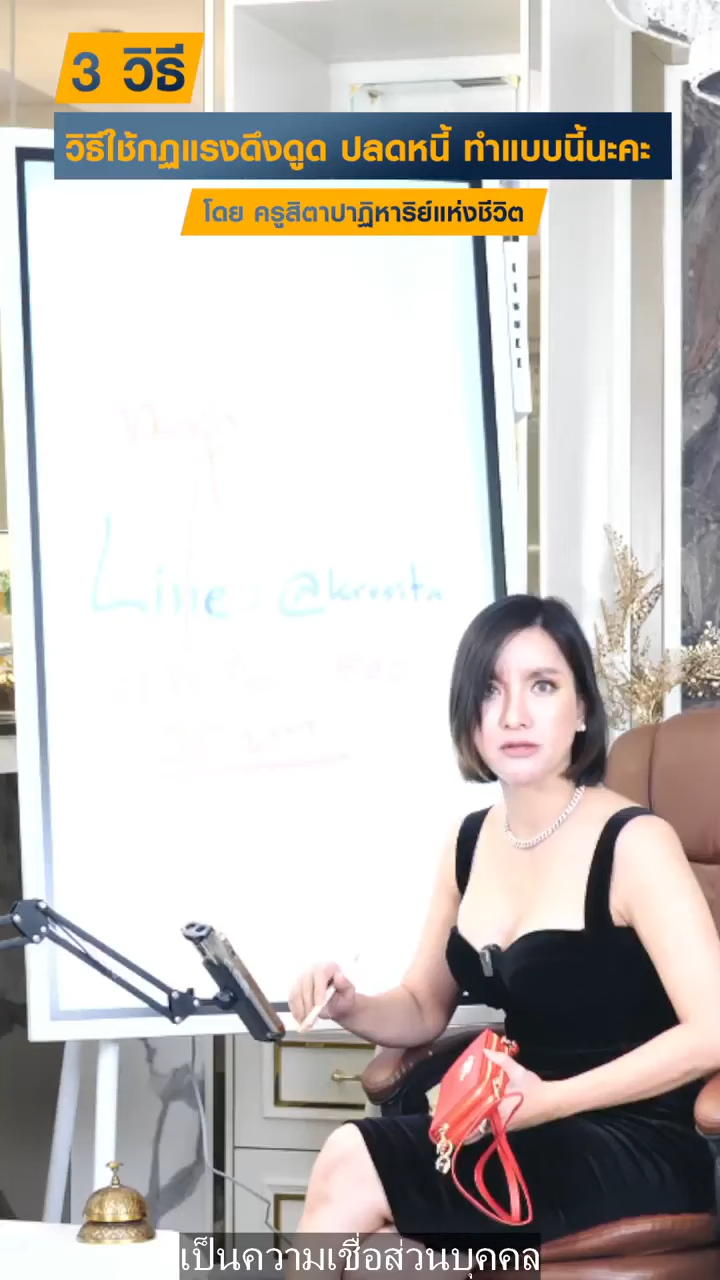 3 วิธี
วิธีใช้กฏแรงดึงดูด ปลดหนี้ ทำแบบนี้นะคะ
โดย ครูสิตาปาฏิหาริย์แห่งชีวิต
Line : @krusita
เป็นความเชื่อส่วนบุคคล